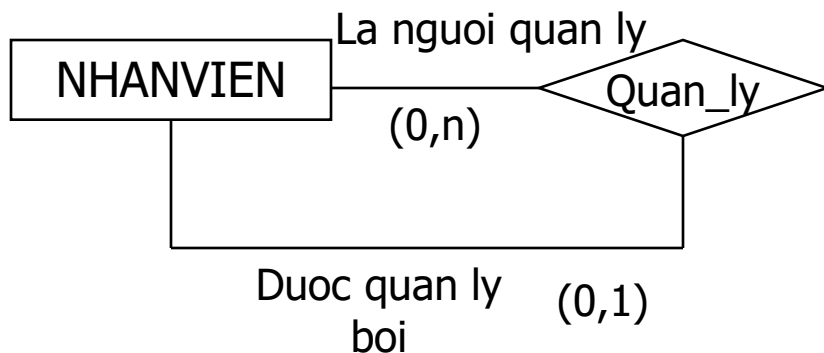 La nguoi quan ly
NHANVIEN
Quan_ly
(0,n)
Duoc quan ly
boi
(0,1)